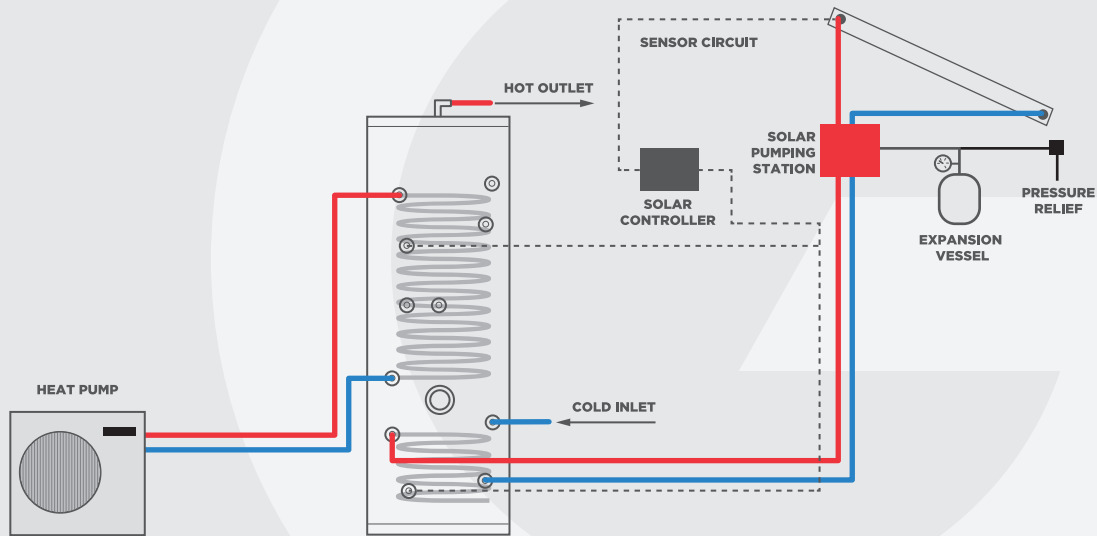 SENSOR CIRCUIT
HOT OUTLET
SOLAR
PUMPING
STATION
SOLAR
CONTROLLER
PRESSURE
RELIEF
EXPANSION
VESSEL
HEAT PUMP
COLD INLET